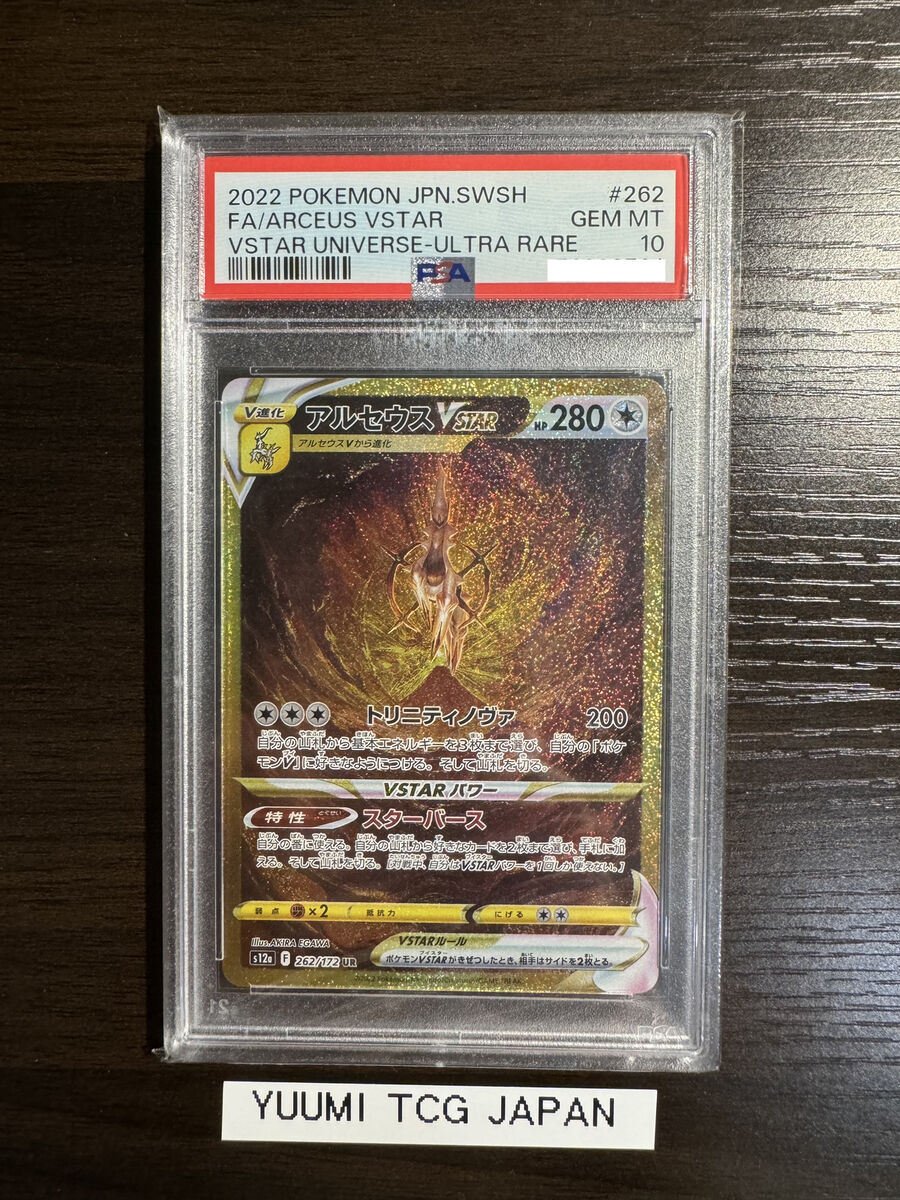 2022 POKEMON JPN.SWSH #262
FA/ARCEUS VSTAR GEM MT
VSTAR UNIVERSE-ULTRA RARE 10
PSA
V進化 アルセウス VSTAR HP 280
アルセウスVから進化
トリニティノヴァ 200
自分の山札から基本エネルギーを3枚まで選び、自分の「ポケ
モンV」に好きなようにつける。そして山札を切る。
VSTARパワー
特性 とくせい スターバース
自分の番に使える。自分の山札から好きなカードを2枚まで選び、手札に加
える。そして山札を切る。[対戦中、自分はVSTARパワーを1回しか使えない。]
弱点 ×2 抵抗力 にげる
Illus. AKIRA EGAWA
VSTARルール
s12a F 262/172 UR
ポケモンVSTARがきぜつしたとき、相手はサイドを2枚とる。
YUUMI TCG JAPAN